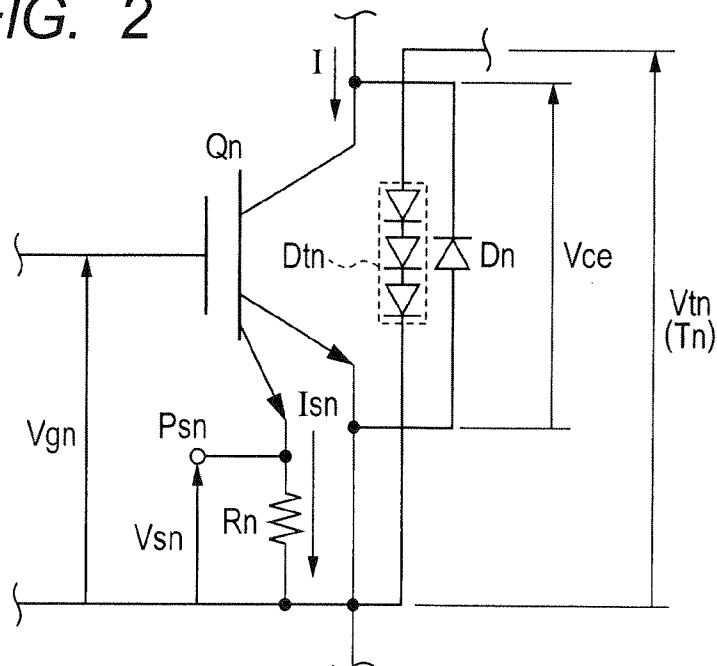 FIG. 2
I
Qn
Dtn
Dn
Vce
Vtn
(Tn)
Isn
Vgn
Psn
Rn
Vsn